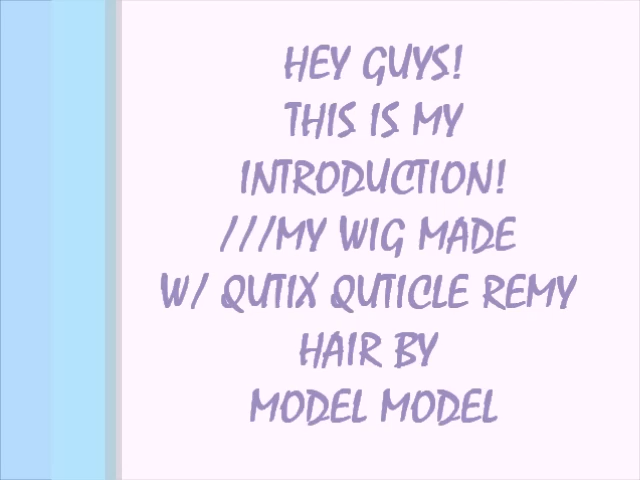 HEY GUYS!
THIS IS MY
INTRODUCTION!
///MY WIG MADE
W/ QUTIX QUTICLE REMY
HAIR BY
MODEL MODEL